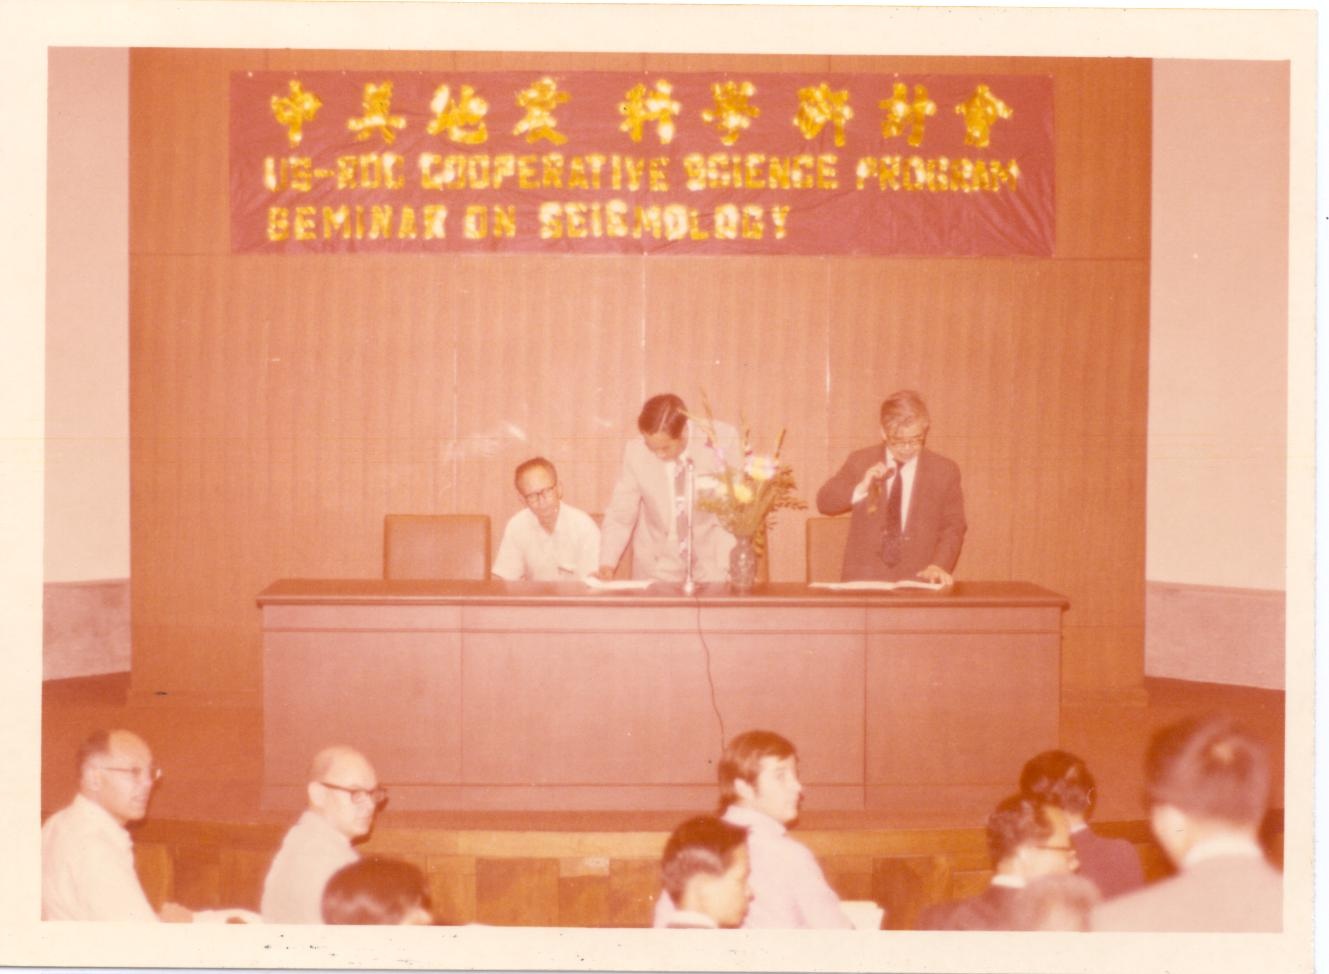 中美地震 科學研討會
US-ROC COOPERATIVE SCIENCE PROGRAM
SEMINAR ON SEISMOLOGY